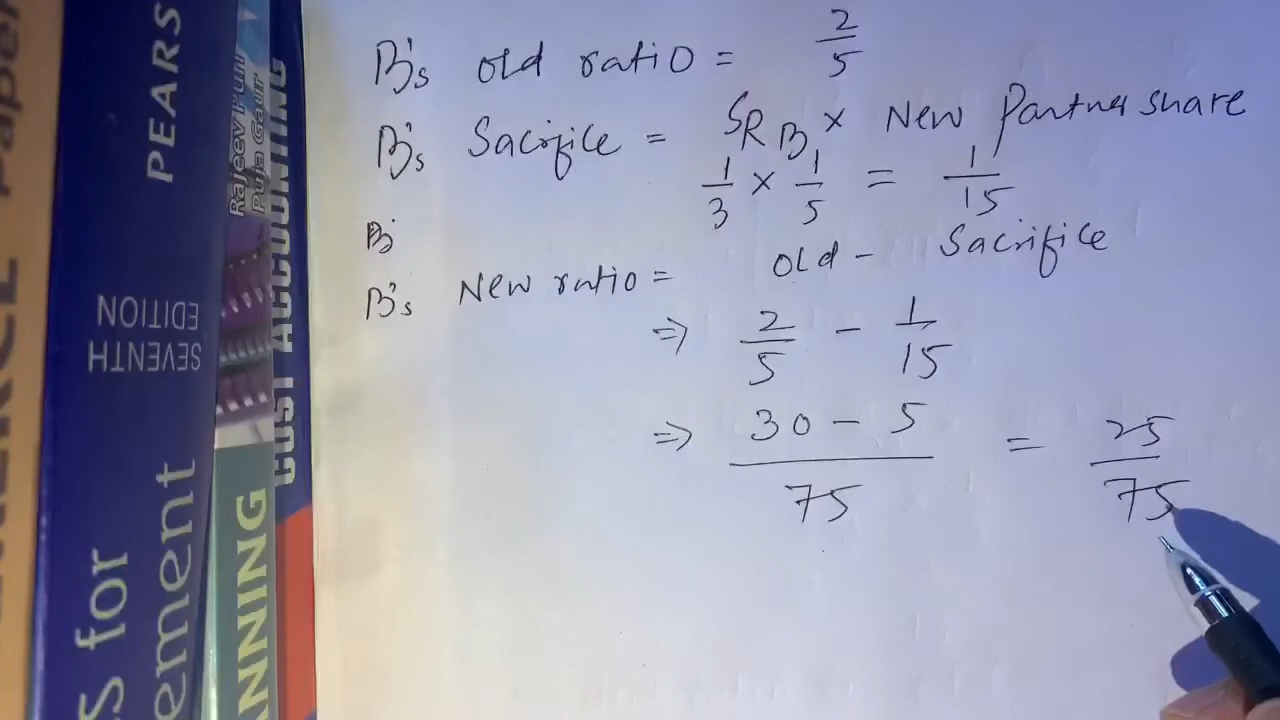 B's old ratio = 2/5
B's Sacrifice = SR B × New Partner share
1/3 × 1/5 = 1/15
B
B's New ratio = old - Sacrifice
⇒ 2/5 - 1/15
⇒ 30 - 5 / 75 = 25/75
PEARS
SEVENTH
EDITION
s for
ement
Rajeev Puri
Puja Gaur
COST ACCOUNTING
ANNING